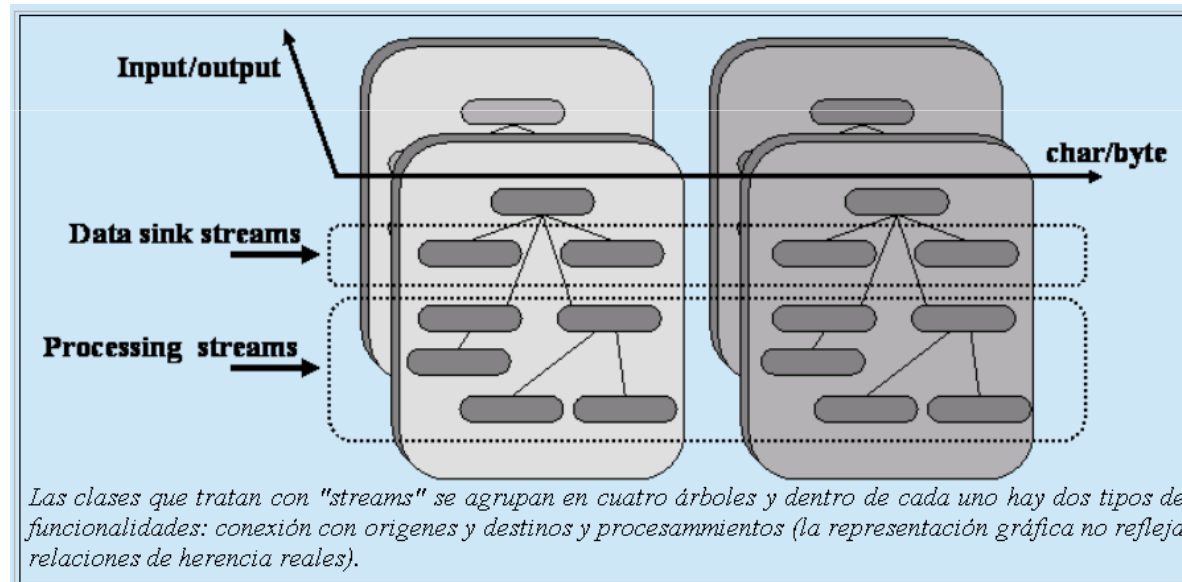 Input/output
char/byte
Data sink streams
Processing streams
Las clases que tratan con "streams" se agrupan en cuatro árboles y dentro de cada uno hay dos tipos de
funcionalidades: conexión con origenes y destinos y procesammientos (la representación gráfica no refleja
relaciones de herencia reales).